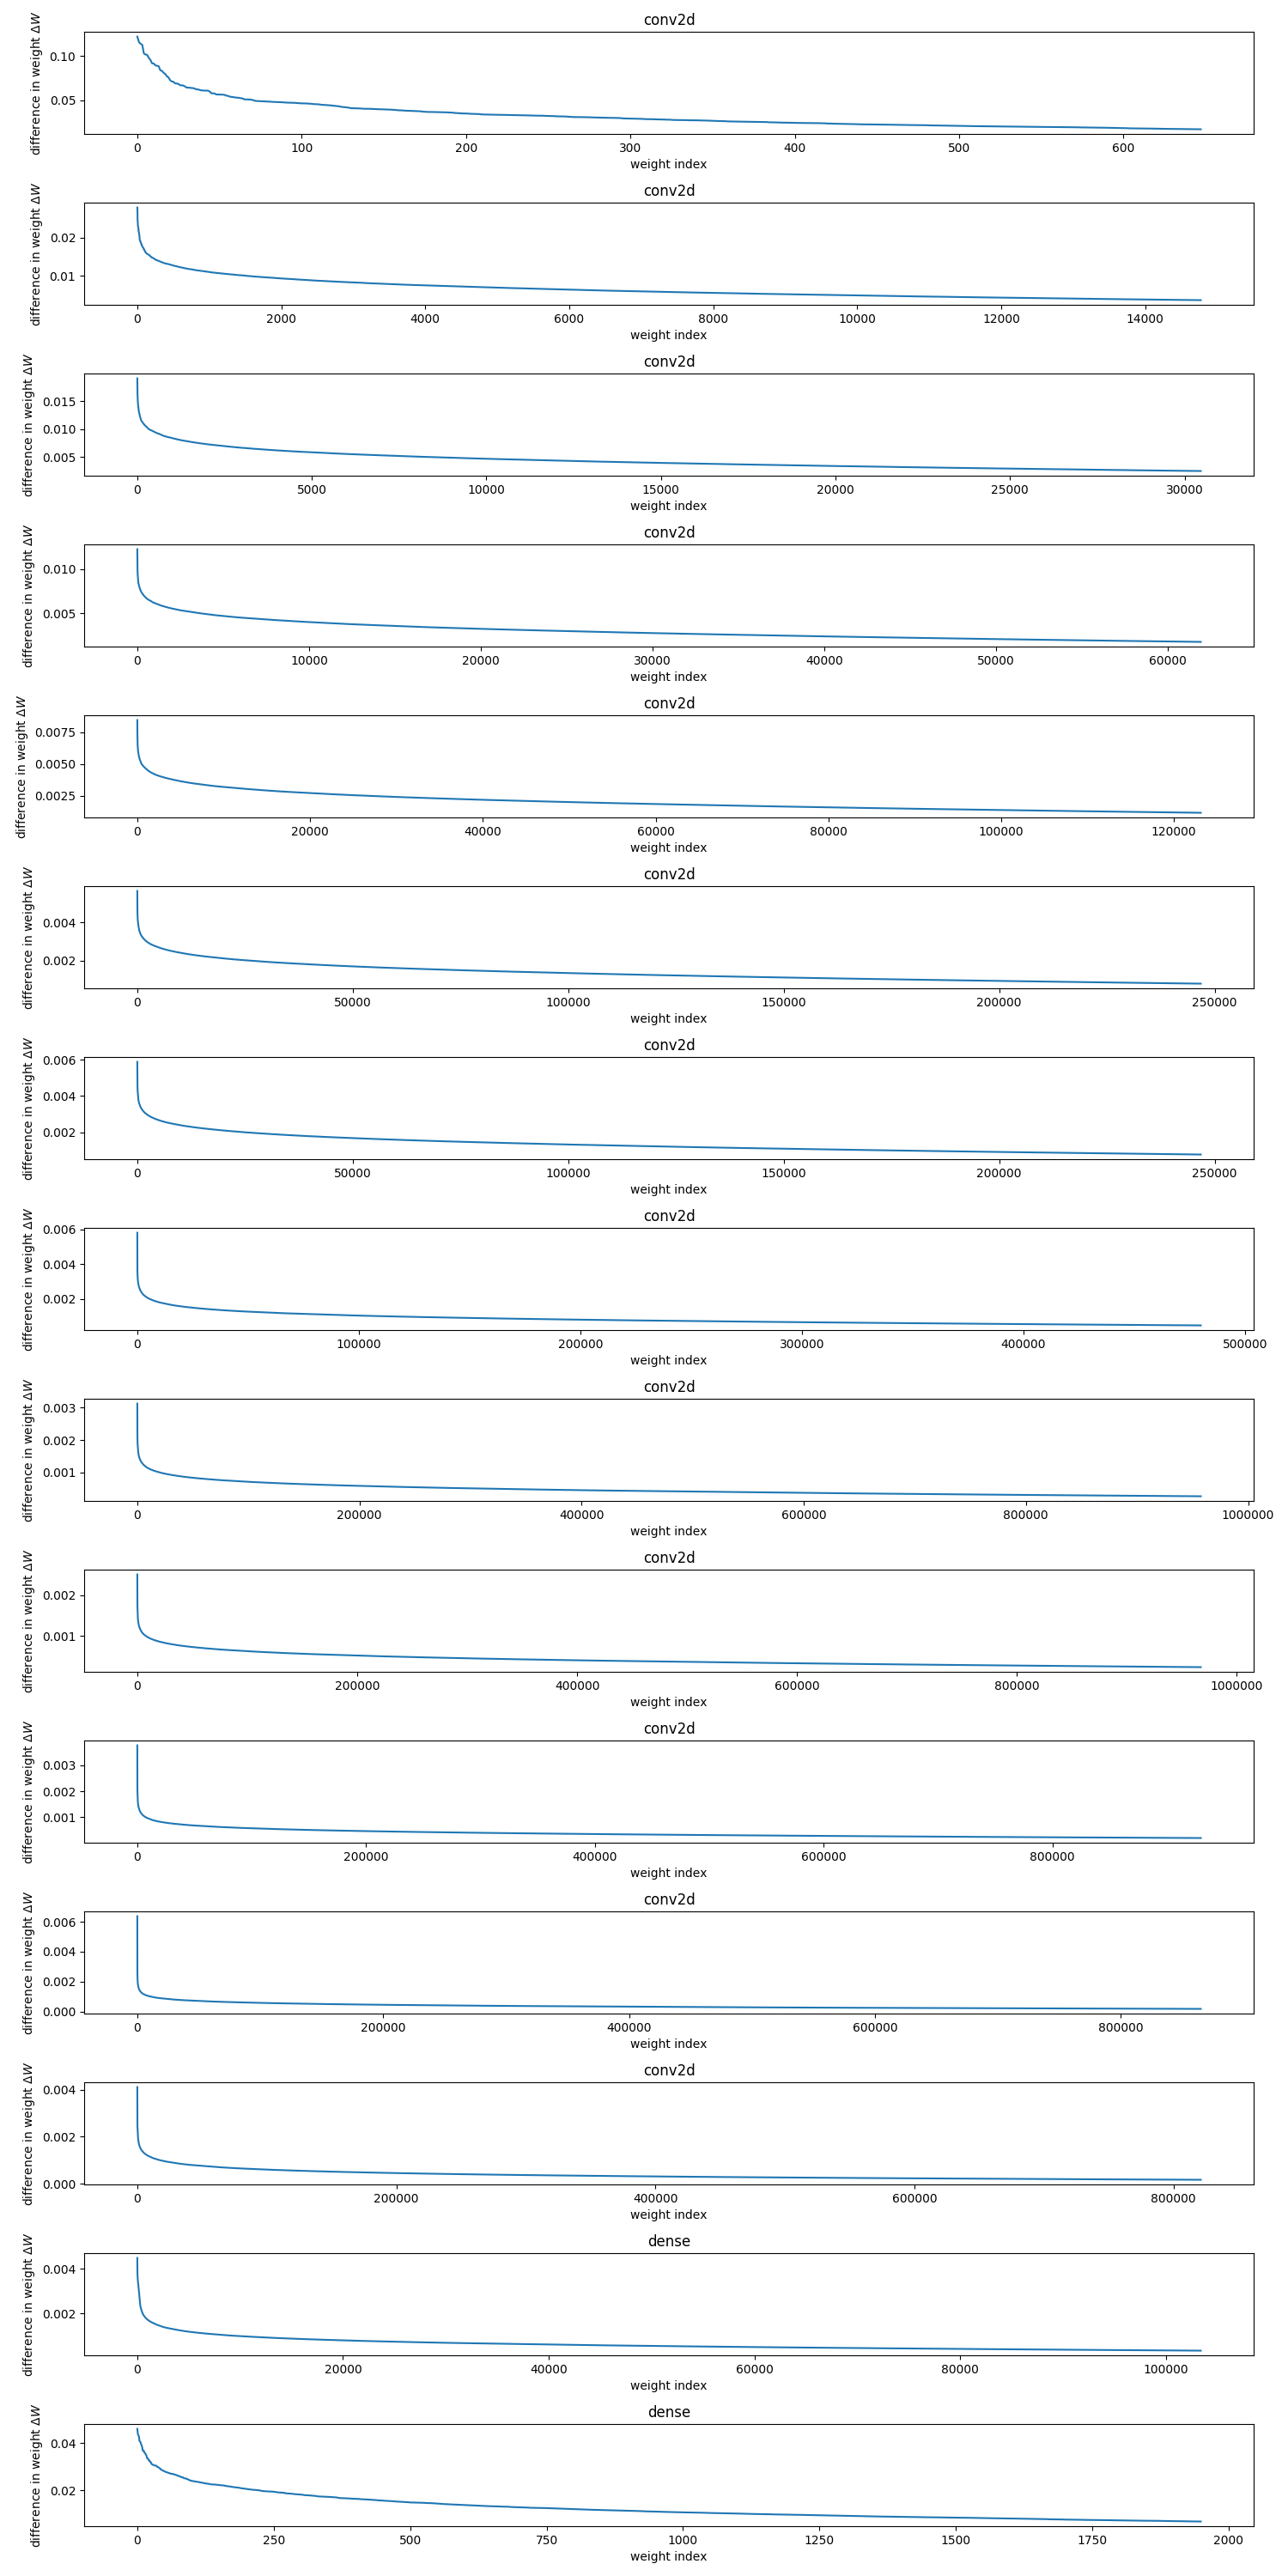 conv2d
difference in weight ΔW
0.10
0.05
0 100 200 300 400 500 600
weight index
conv2d
difference in weight ΔW
0.02
0.01
0 2000 4000 6000 8000 10000 12000 14000
weight index
conv2d
difference in weight ΔW
0.015
0.010
0.005
0 5000 10000 15000 20000 25000 30000
weight index
conv2d
difference in weight ΔW
0.010
0.005
0 10000 20000 30000 40000 50000 60000
weight index
conv2d
difference in weight ΔW
0.0075
0.0050
0.0025
0 20000 40000 60000 80000 100000 120000
weight index
conv2d
difference in weight ΔW
0.004
0.002
0 50000 100000 150000 200000 250000
weight index
conv2d
difference in weight ΔW
0.006
0.004
0.002
0 50000 100000 150000 200000 250000
weight index
conv2d
difference in weight ΔW
0.006
0.004
0.002
0 100000 200000 300000 400000 500000
weight index
conv2d
difference in weight ΔW
0.003
0.002
0.001
0 200000 400000 600000 800000 1000000
weight index
conv2d
difference in weight ΔW
0.002
0.001
0 200000 400000 600000 800000 1000000
weight index
conv2d
difference in weight ΔW
0.003
0.002
0.001
0 200000 400000 600000 800000
weight index
conv2d
difference in weight ΔW
0.006
0.004
0.002
0.000
0 200000 400000 600000 800000
weight index
conv2d
difference in weight ΔW
0.004
0.002
0.000
0 200000 400000 600000 800000
weight index
dense
difference in weight ΔW
0.004
0.002
0 20000 40000 60000 80000 100000
weight index
dense
difference in weight ΔW
0.04
0.02
0 250 500 750 1000 1250 1500 1750 2000
weight index